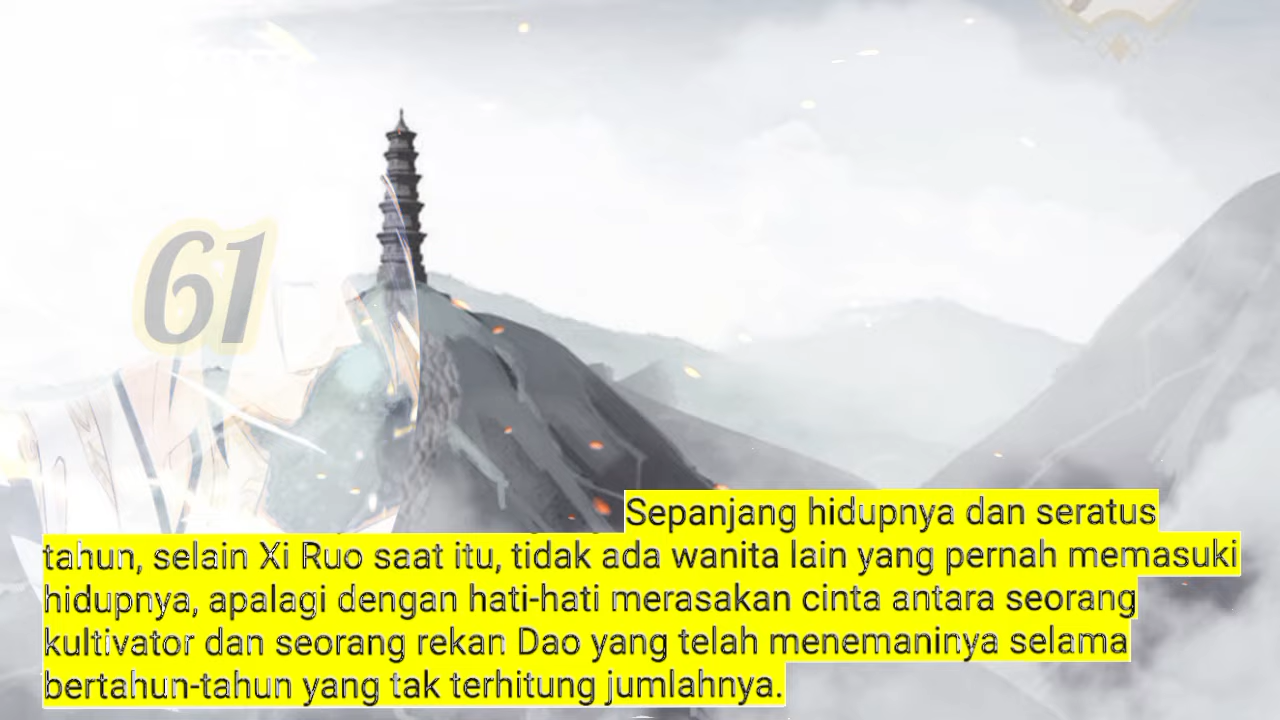 61
Sepanjang hidupnya dan seratus
tahun, selain Xi Ruo saat itu, tidak ada wanita lain yang pernah memasuki
hidupnya, apalagi dengan hati-hati merasakan cinta antara seorang
kultivator dan seorang rekan Dao yang telah menemaninya selama
bertahun-tahun yang tak terhitung jumlahnya.